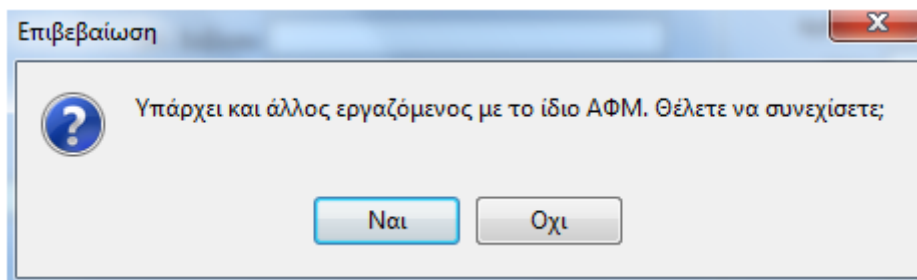 Επιβεβαίωση
Υπάρχει και άλλος εργαζόμενος με το ίδιο ΑΦΜ. Θέλετε να συνεχίσετε;
Ναι
Οχι